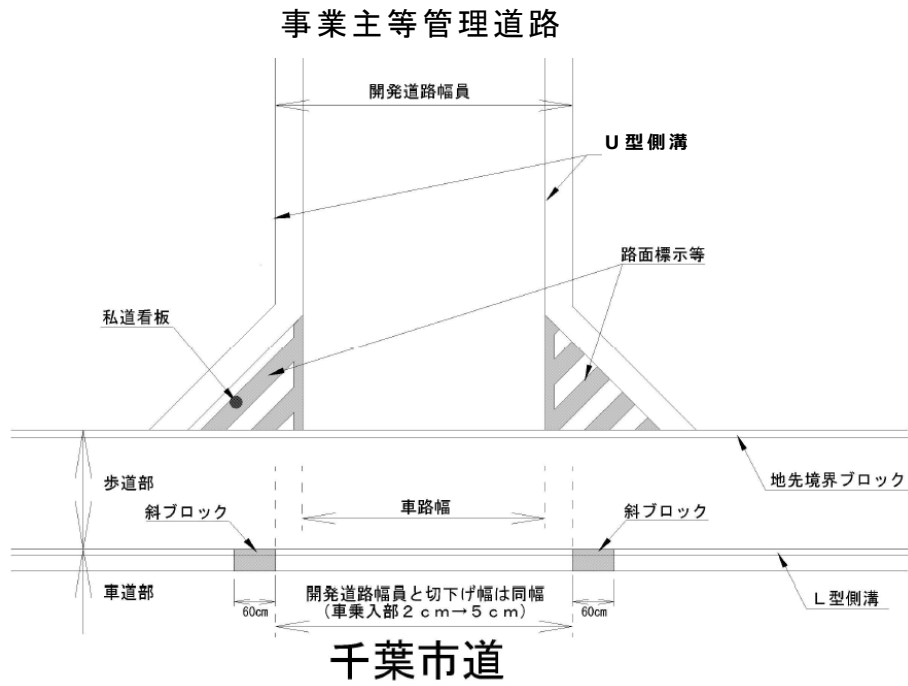 事業主等管理道路
開発道路幅員
U型側溝
路面標示等
私道看板
地先境界ブロック
歩道部
斜ブロック
車路幅
斜ブロック
車道部
60cm
開発道路幅員と切下げ幅は同幅
(車乗入部2cm→5cm)
60cm
L型側溝
千葉市道